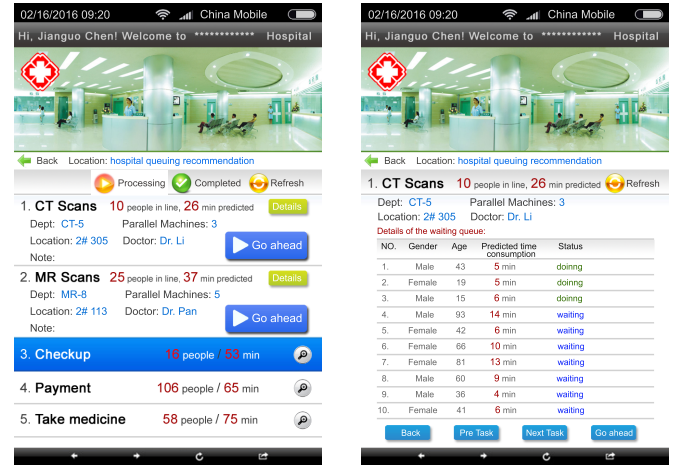 02/16/2016 09:20 China Mobile
Hi, Jianguo Chen! Welcome to ************ Hospital
Back Location: hospital queuing recommendation
Processing Completed Refresh
1. CT Scans 10 people in line, 26 min predicted Details
Dept: CT-5 Parallel Machines: 3
Location: 2# 305 Doctor: Dr. Li
Go ahead
Note:
2. MR Scans 25 people in line, 37 min predicted Details
Dept: MR-8 Parallel Machines: 5
Location: 2# 113 Doctor: Dr. Pan
Go ahead
Note:
3. Checkup 16 people / 53 min
4. Payment 106 people / 65 min
5. Take medicine 58 people / 75 min
02/16/2016 09:20 China Mobile
Hi, Jianguo Chen! Welcome to ************ Hospital
Back Location: hospital queuing recommendation
1. CT Scans 10 people in line, 26 min predicted Refresh
Dept: CT-5 Parallel Machines: 3
Location: 2# 305 Doctor: Dr. Li
Details of the waiting queue:
NO. Gender Age Predicted time Status
consumption
1. Male 43 5 min doinng
2. Female 19 5 min doinng
3. Male 15 6 min doinng
4. Male 93 14 min waiting
5. Female 42 6 min waiting
6. Female 66 10 min waiting
7. Female 81 13 min waiting
8. Male 60 9 min waiting
9. Male 36 4 min waiting
10. Female 41 6 min waiting
Back Pre Task Next Task Go ahead